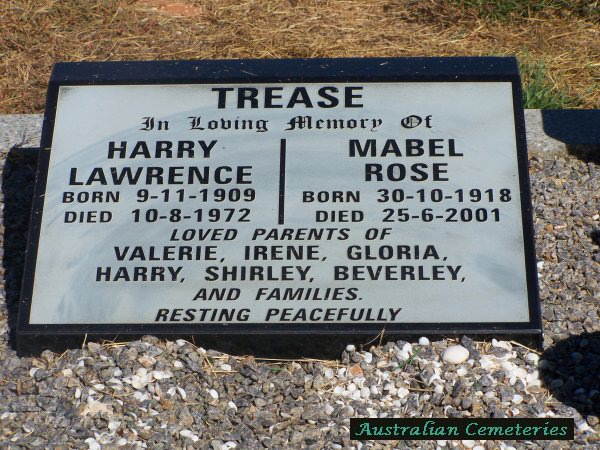 TREASE
In Loving Memory Of
HARRY LAWRENCE
BORN 9-11-1909
DIED 10-8-1972
MABEL ROSE
BORN 30-10-1918
DIED 25-6-2001
LOVED PARENTS OF
VALERIE, IRENE, GLORIA,
HARRY, SHIRLEY, BEVERLEY,
AND FAMILIES.
RESTING PEACEFULLY
Australian Cemeteries